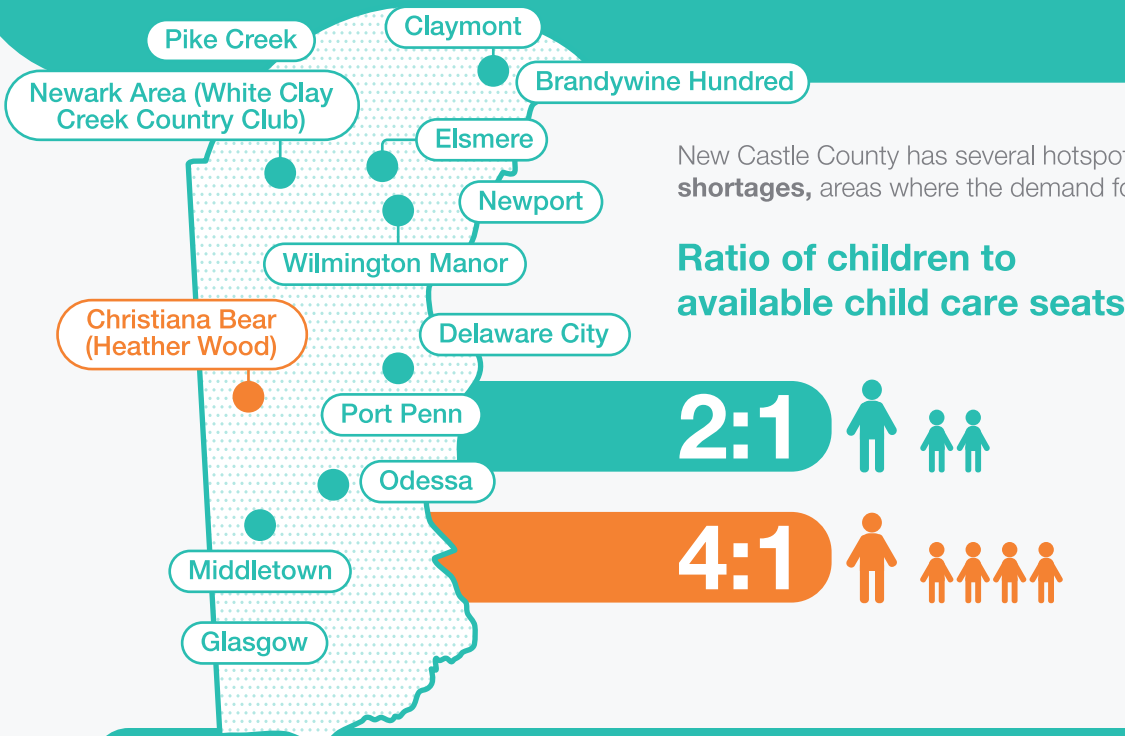 Claymont
Pike Creek
Brandywine Hundred
Newark Area (White Clay
Creek Country Club)
Elsmere
New Castle County has several hotspot
shortages, areas where the demand fo
Newport
Wilmington Manor
Ratio of children to
available child care seats
Christiana Bear
(Heather Wood)
Delaware City
Port Penn
2:1
Odessa
4:1
Middletown
Glasgow